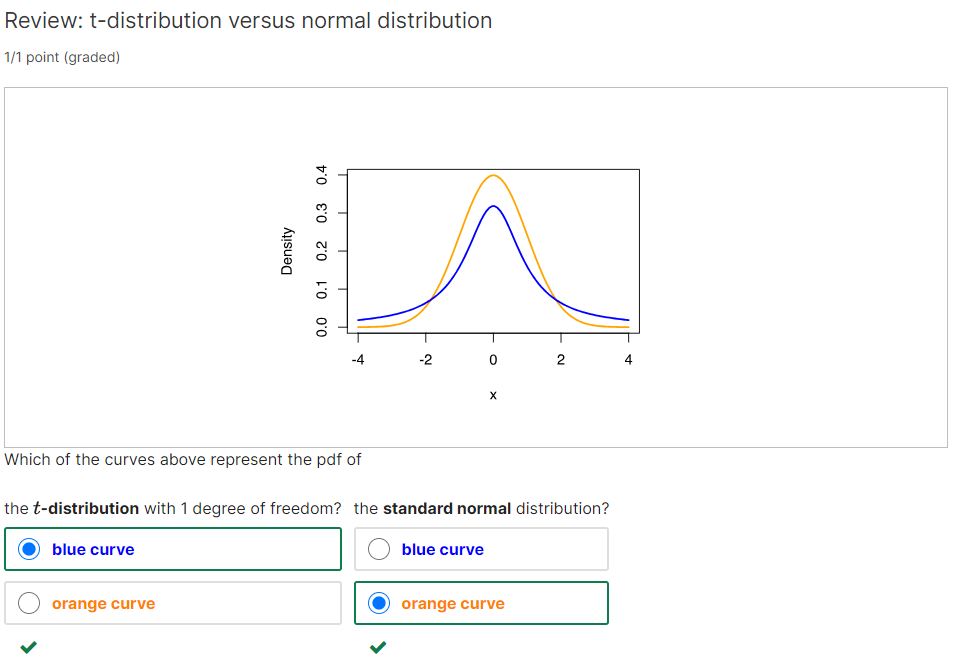 Review: t-distribution versus normal distribution
1/1 point (graded)
Density
0.4
0.3
0.2
0.1
0.0
-4 -2 0 2 4
x
Which of the curves above represent the pdf of
the t-distribution with 1 degree of freedom? the standard normal distribution?
blue curve blue curve
orange curve orange curve